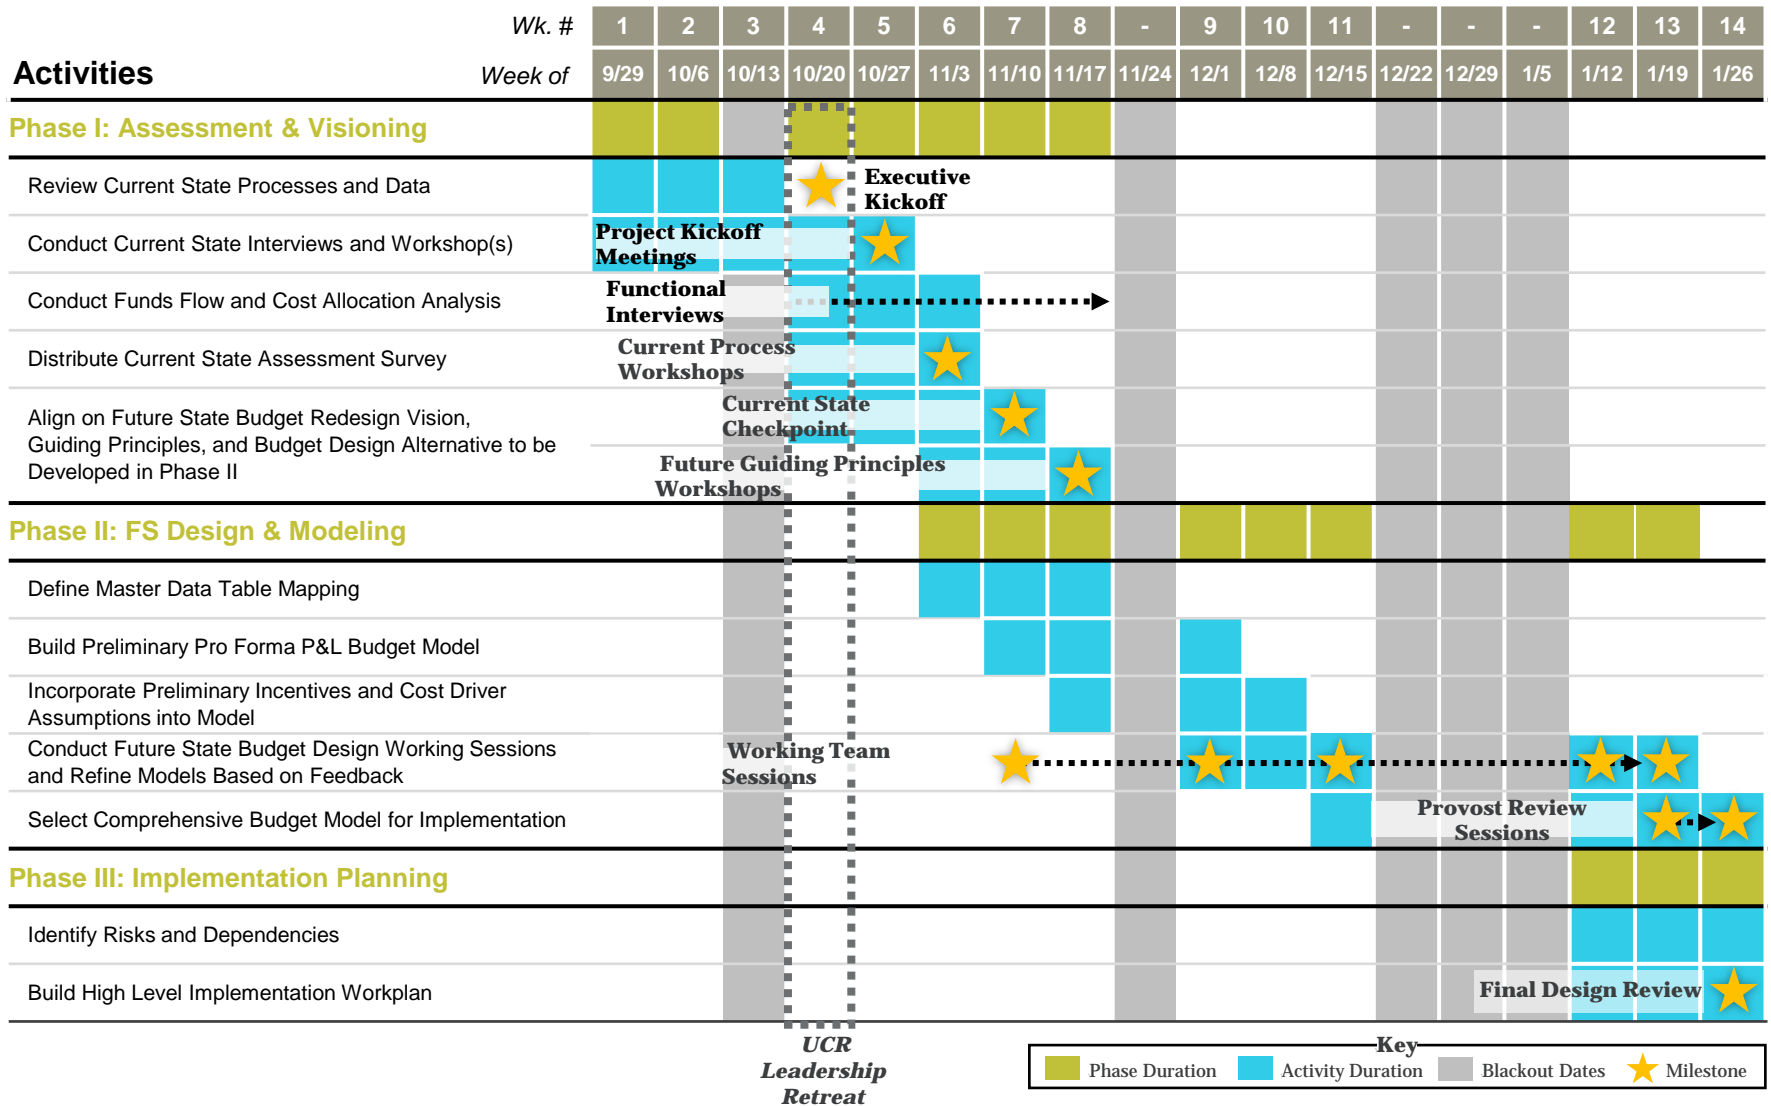 Wk. # 1 2 3 4 5 6 7 8 - 9 10 11 - - - 12 13 14
Activities Week of 9/29 10/6 10/13 10/20 10/27 11/3 11/10 11/17 11/24 12/1 12/8 12/15 12/22 12/29 1/5 1/12 1/19 1/26
Phase I: Assessment & Visioning
Review Current State Processes and Data
Executive
Kickoff
Conduct Current State Interviews and Workshop(s)
Project Kickoff
Meetings
Conduct Funds Flow and Cost Allocation Analysis
Functional
Interviews
Distribute Current State Assessment Survey
Current Process
Workshops
Align on Future State Budget Redesign Vision,
Guiding Principles, and Budget Design Alternative to be
Developed in Phase II
Current State
Checkpoint
Future Guiding Principles
Workshops
Phase II: FS Design & Modeling
Define Master Data Table Mapping
Build Preliminary Pro Forma P&L Budget Model
Incorporate Preliminary Incentives and Cost Driver
Assumptions into Model
Conduct Future State Budget Design Working Sessions
and Refine Models Based on Feedback
Working Team
Sessions
Select Comprehensive Budget Model for Implementation
Provost Review
Sessions
Phase III: Implementation Planning
Identify Risks and Dependencies
Build High Level Implementation Workplan
Final Design Review
UCR
Leadership
Retreat
Key
Phase Duration Activity Duration Blackout Dates Milestone